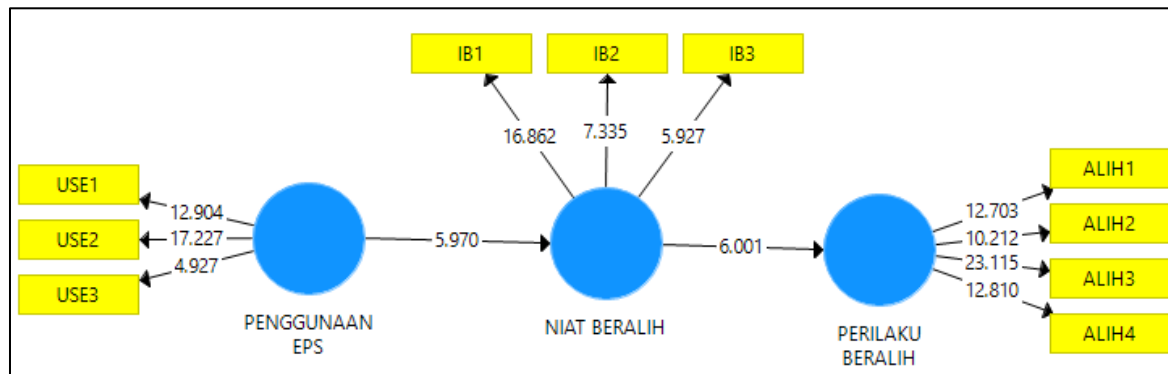 IB1
IB2
IB3
16.862
7.335
5.927
USE1
USE2
USE3
12.904
17.227
4.927
5.970
6.001
ALIH1
ALIH2
ALIH3
ALIH4
12.703
10.212
23.115
12.810
PENGGUNAAN
EPS
NIAT BERALIH
PERILAKU
BERALIH